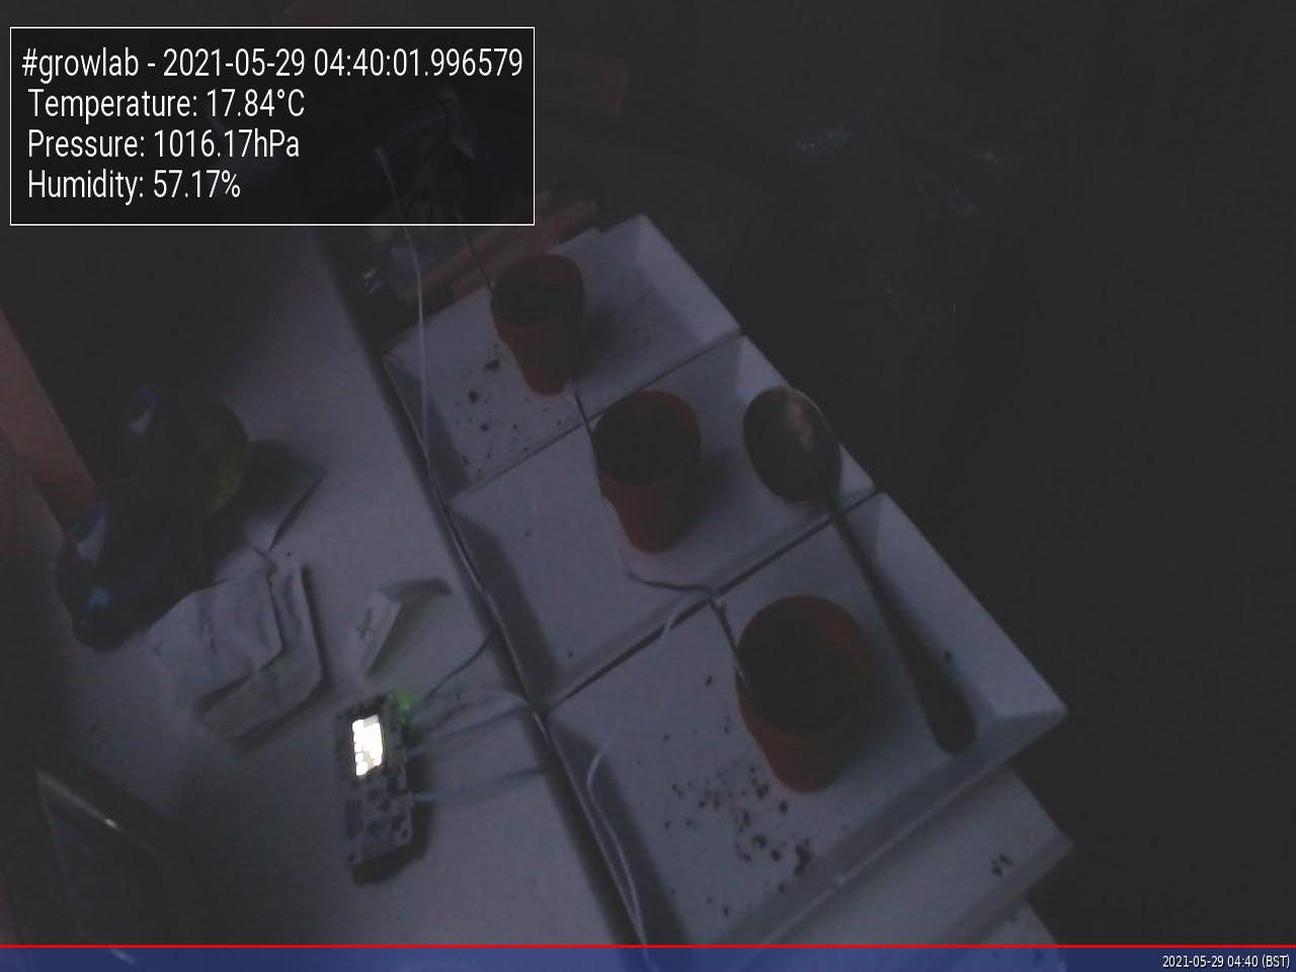 #growlab - 2021-05-29 04:40:01.996579
Temperature: 17.84°C
Pressure: 1016.17hPa
Humidity: 57.17%
2021-05-29 04:40 (BST)